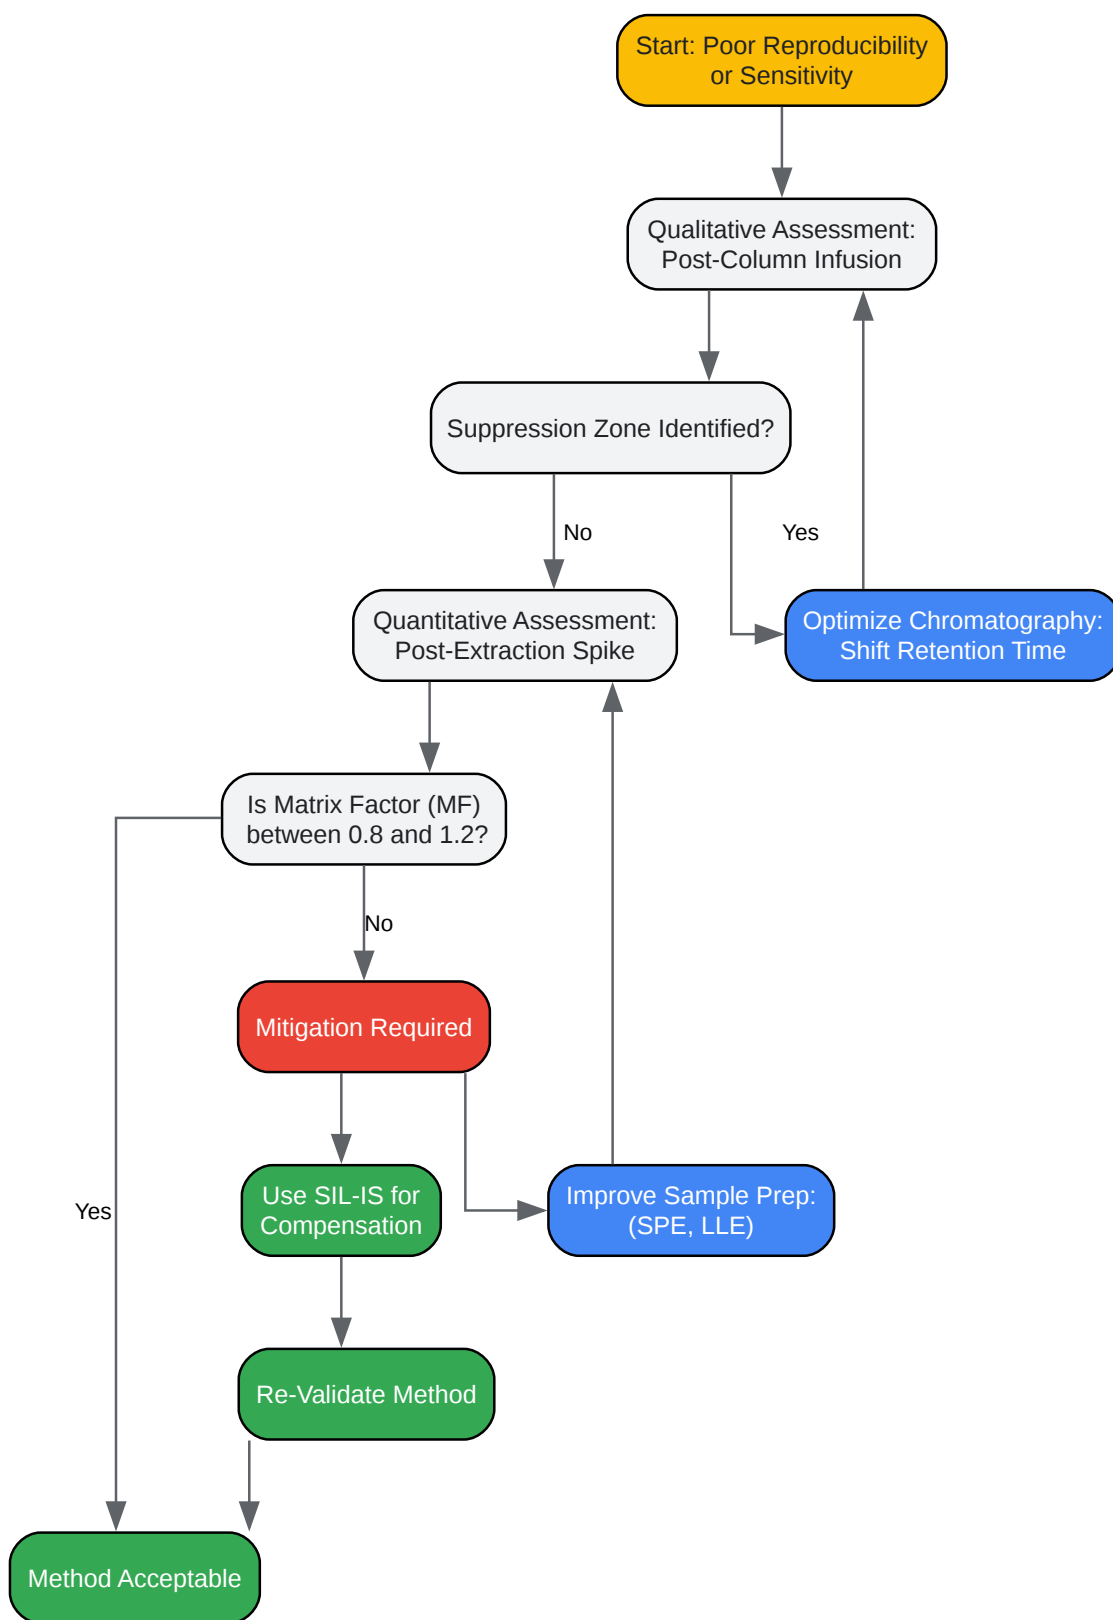 Start: Poor Reproducibility
or Sensitivity
Qualitative Assessment:
Post-Column Infusion
Suppression Zone Identified?
No
Yes
Quantitative Assessment:
Post-Extraction Spike
Optimize Chromatography:
Shift Retention Time
Is Matrix Factor (MF)
between 0.8 and 1.2?
No
Mitigation Required
Yes
Use SIL-IS for
Compensation
Improve Sample Prep:
(SPE, LLE)
Re-Validate Method
Method Acceptable